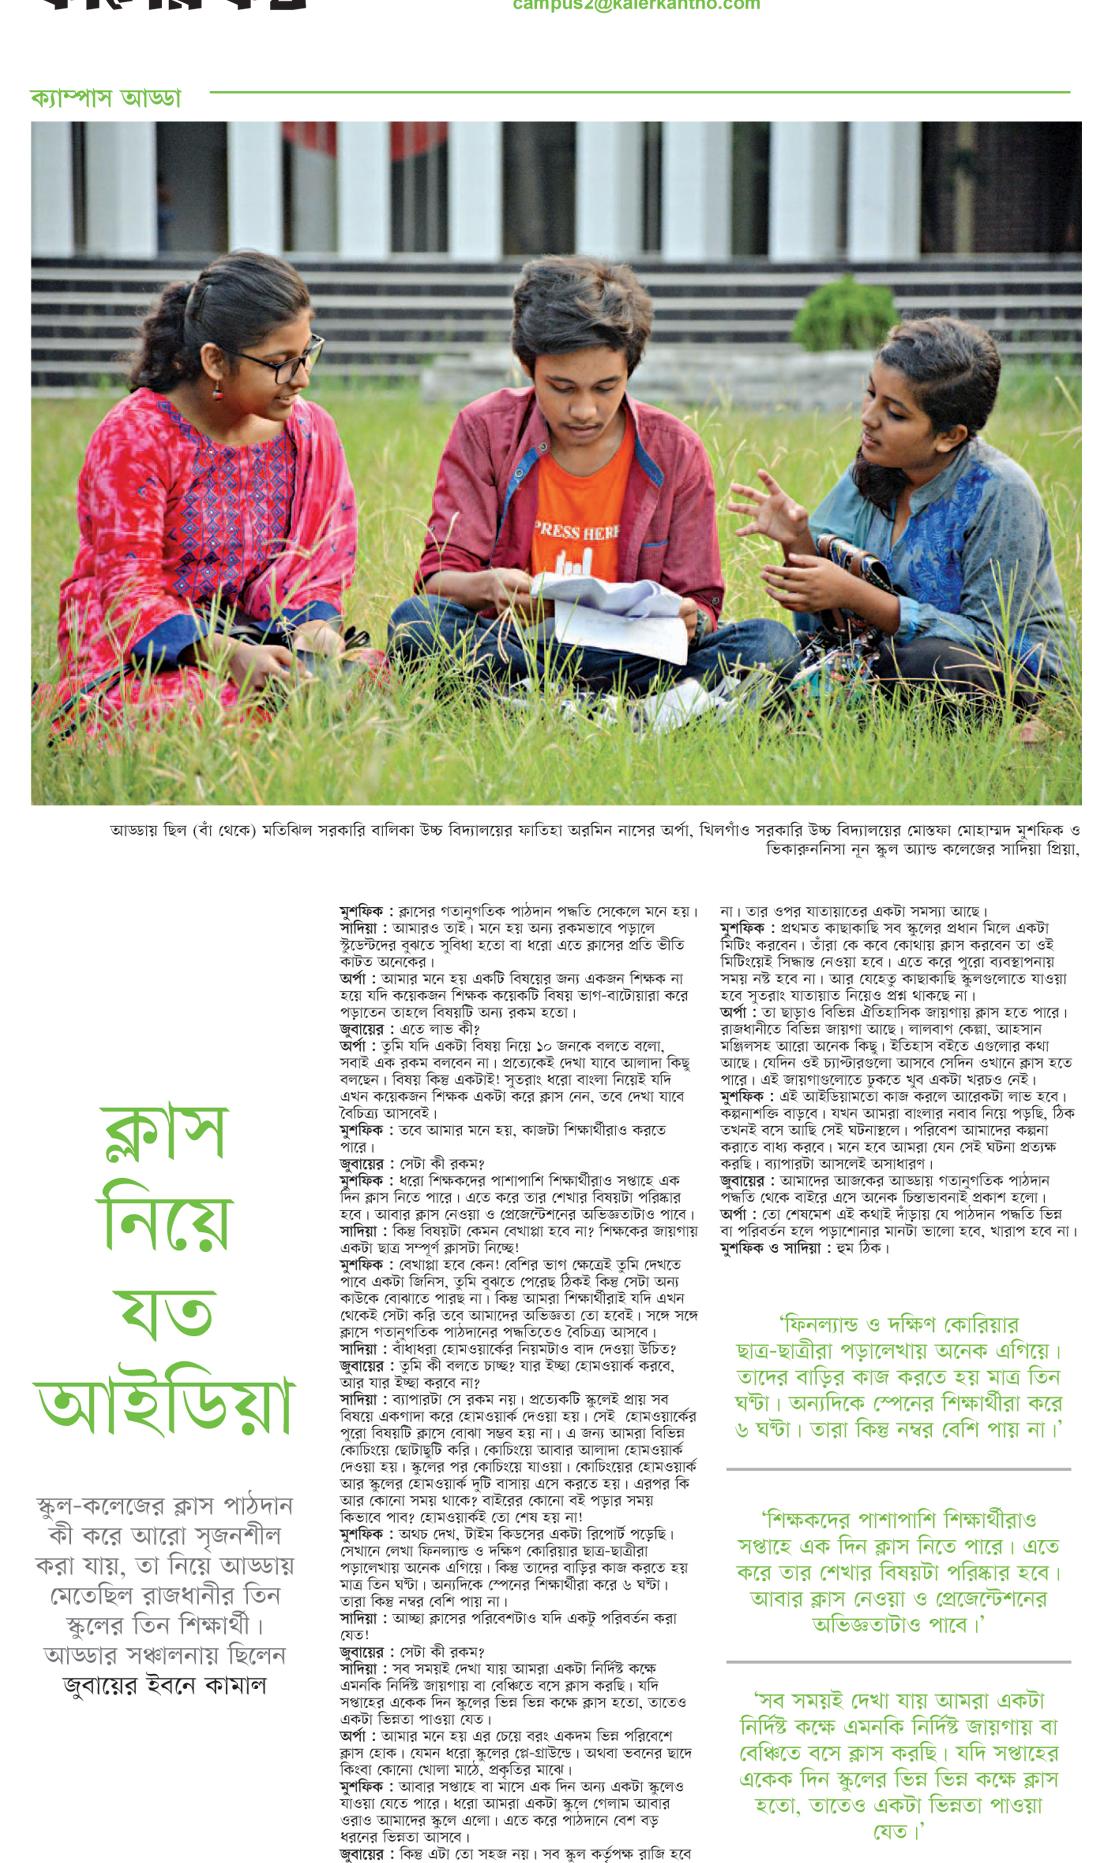 campus2@kalerkantho.com
ক্যাম্পাস আড্ডা
PRESS HERE
আড্ডায় ছিল (বাঁ থেকে) মতিঝিল সরকারি বালিকা উচ্চ বিদ্যালয়ের ফাতিহা অরমিন নাসের অর্পা, খিলগাঁও সরকারি উচ্চ বিদ্যালয়ের মোস্তফা মোহাম্মদ মুশফিক ও
ভিকারুননিসা নূন স্কুল অ্যান্ড কলেজের সাদিয়া প্রিয়া,
ক্লাস
নিয়ে
যত
আইডিয়া
স্কুল-কলেজের ক্লাস পাঠদান
কী করে আরো সৃজনশীল
করা যায়, তা নিয়ে আড্ডায়
মেতেছিল রাজধানীর তিন
স্কুলের তিন শিক্ষার্থী।
আড্ডার সঞ্চালনায় ছিলেন
জুবায়ের ইবনে কামাল
মুশফিক : ক্লাসের গতানুগতিক পাঠদান পদ্ধতি সেকেলে মনে হয়।
সাদিয়া : আমারও তাই। মনে হয় অন্য রকমভাবে পড়ালে
স্টুডেন্টদের বুঝতে সুবিধা হতো বা ধরো এতে ক্লাসের প্রতি ভীতি
কাটত অনেকের।
অর্পা : আমার মনে হয় একটি বিষয়ের জন্য একজন শিক্ষক না
হয়ে যদি কয়েকজন শিক্ষক কয়েকটি বিষয় ভাগ-বাটোয়ারা করে
পড়াতেন তাহলে বিষয়টি অন্য রকম হতো।
জুবায়ের : এতে লাভ কী?
অর্পা : তুমি যদি একটা বিষয় নিয়ে ১০ জনকে বলতে বলো,
সবাই এক রকম বলবেন না। প্রত্যেকেই দেখা যাবে আলাদা কিছু
বলছেন। বিষয় কিন্তু একটাই! সুতরাং ধরো বাংলা নিয়েই যদি
এখন কয়েকজন শিক্ষক একটা করে ক্লাস নেন, তবে দেখা যাবে
বৈচিত্র্য আসবেই।
মুশফিক : তবে আমার মনে হয়, কাজটা শিক্ষার্থীরাও করতে
পারে।
জুবায়ের : সেটা কী রকম?
মুশফিক : ধরো শিক্ষকদের পাশাপাশি শিক্ষার্থীরাও সপ্তাহে এক
দিন ক্লাস নিতে পারে। এতে করে তার শেখার বিষয়টা পরিষ্কার
হবে। আবার ক্লাস নেওয়া ও প্রেজেন্টেশনের অভিজ্ঞতাটাও পাবে।
সাদিয়া : কিন্তু বিষয়টা কেমন বেখাপ্পা হবে না? শিক্ষকের জায়গায়
একটা ছাত্র সম্পূর্ণ ক্লাসটা নিচ্ছে!
মুশফিক : বেখাপ্পা হবে কেন! বেশির ভাগ ক্ষেত্রেই তুমি দেখতে
পাবে একটা জিনিস, তুমি বুঝতে পেরেছ ঠিকই কিন্তু সেটা অন্য
কাউকে বোঝাতে পারছ না। কিন্তু আমরা শিক্ষার্থীরাই যদি এখন
থেকেই সেটা করি তবে আমাদের অভিজ্ঞতা তো হবেই। সঙ্গে সঙ্গে
ক্লাসে গতানুগতিক পাঠদানের পদ্ধতিতেও বৈচিত্র্য আসবে।
সাদিয়া : বাঁধাধরা হোমওয়ার্কের নিয়মটাও বাদ দেওয়া উচিত?
জুবায়ের : তুমি কী বলতে চাচ্ছ? যার ইচ্ছা হোমওয়ার্ক করবে,
আর যার ইচ্ছা করবে না?
সাদিয়া : ব্যাপারটা সে রকম নয়। প্রত্যেকটি স্কুলেই প্রায় সব
বিষয়ে একগাদা করে হোমওয়ার্ক দেওয়া হয়। সেই হোমওয়ার্কের
পুরো বিষয়টি ক্লাসে বোঝা সম্ভব হয় না। এ জন্য আমরা বিভিন্ন
কোচিংয়ে ছোটাছুটি করি। কোচিংয়ে আবার আলাদা হোমওয়ার্ক
দেওয়া হয়। স্কুলের পর কোচিংয়ে যাওয়া। কোচিংয়ের হোমওয়ার্ক
আর স্কুলের হোমওয়ার্ক দুটি বাসায় এসে করতে হয়। এরপর কি
আর কোনো সময় থাকে? বাইরের কোনো বই পড়ার সময়
কিভাবে পাব? হোমওয়ার্কই তো শেষ হয় না!
মুশফিক : অথচ দেখ, টাইম কিডসের একটা রিপোর্ট পড়েছি।
সেখানে লেখা ফিনল্যান্ড ও দক্ষিণ কোরিয়ার ছাত্র-ছাত্রীরা
পড়ালেখায় অনেক এগিয়ে। কিন্তু তাদের বাড়ির কাজ করতে হয়
মাত্র তিন ঘণ্টা। অন্যদিকে স্পেনের শিক্ষার্থীরা করে ৬ ঘণ্টা।
তারা কিন্তু নম্বর বেশি পায় না।
সাদিয়া : আচ্ছা ক্লাসের পরিবেশটাও যদি একটু পরিবর্তন করা
যেত!
জুবায়ের : সেটা কী রকম?
সাদিয়া : সব সময়ই দেখা যায় আমরা একটা নির্দিষ্ট কক্ষে
এমনকি নির্দিষ্ট জায়গায় বা বেঞ্চিতে বসে ক্লাস করছি। যদি
সপ্তাহের একেক দিন স্কুলের ভিন্ন ভিন্ন কক্ষে ক্লাস হতো, তাতেও
একটা ভিন্নতা পাওয়া যেত।
অর্পা : আমার মনে হয় এর চেয়ে বরং একদম ভিন্ন পরিবেশে
ক্লাস হোক। যেমন ধরো স্কুলের প্লে-গ্রাউন্ডে। অথবা ভবনের ছাদে
কিংবা কোনো খোলা মাঠে, প্রকৃতির মাঝে।
মুশফিক : আবার সপ্তাহে বা মাসে এক দিন অন্য একটা স্কুলেও
যাওয়া যেতে পারে। ধরো আমরা একটা স্কুলে গেলাম আবার
ওরাও আমাদের স্কুলে এলো। এতে করে পাঠদানে বেশ বড়
ধরনের ভিন্নতা আসবে।
জুবায়ের : কিন্তু এটা তো সহজ নয়। সব স্কুল কর্তৃপক্ষ রাজি হবে
না। তার ওপর যাতায়াতের একটা সমস্যা আছে।
মুশফিক : প্রথমত কাছাকাছি সব স্কুলের প্রধান মিলে একটা
মিটিং করবেন। তাঁরা কে কবে কোথায় ক্লাস করবেন তা ওই
মিটিংয়েই সিদ্ধান্ত নেওয়া হবে। এতে করে পুরো ব্যবস্থাপনায়
সময় নষ্ট হবে না। আর যেহেতু কাছাকাছি স্কুলগুলোতে যাওয়া
হবে সুতরাং যাতায়াত নিয়েও প্রশ্ন থাকছে না।
অর্পা : তা ছাড়াও বিভিন্ন ঐতিহাসিক জায়গায় ক্লাস হতে পারে।
রাজধানীতে বিভিন্ন জায়গা আছে। লালবাগ কেল্লা, আহসান
মঞ্জিলসহ আরো অনেক কিছু। ইতিহাস বইতে এগুলোর কথা
আছে। যেদিন ওই চ্যাপ্টারগুলো আসবে সেদিন ওখানে ক্লাস হতে
পারে। এই জায়গাগুলোতে ঢুকতে খুব একটা খরচও নেই।
মুশফিক : এই আইডিয়ামতো কাজ করলে আরেকটা লাভ হবে।
কল্পনাশক্তি বাড়বে। যখন আমরা বাংলার নবাব নিয়ে পড়ছি, ঠিক
তখনই বসে আছি সেই ঘটনাস্থলে। পরিবেশ আমাদের কল্পনা
করাতে বাধ্য করবে। মনে হবে আমরা যেন সেই ঘটনা প্রত্যক্ষ
করছি। ব্যাপারটা আসলেই অসাধারণ।
জুবায়ের : আমাদের আজকের আড্ডায় গতানুগতিক পাঠদান
পদ্ধতি থেকে বাইরে এসে অনেক চিন্তাভাবনাই প্রকাশ হলো।
অর্পা : তো শেষমেশ এই কথাই দাঁড়ায় যে পাঠদান পদ্ধতি ভিন্ন
বা পরিবর্তন হলে পড়াশোনার মানটা ভালো হবে, খারাপ হবে না।
মুশফিক ও সাদিয়া : হুম ঠিক।
‘ফিনল্যান্ড ও দক্ষিণ কোরিয়ার
ছাত্র-ছাত্রীরা পড়ালেখায় অনেক এগিয়ে।
তাদের বাড়ির কাজ করতে হয় মাত্র তিন
ঘণ্টা। অন্যদিকে স্পেনের শিক্ষার্থীরা করে
৬ ঘণ্টা। তারা কিন্তু নম্বর বেশি পায় না।’
‘শিক্ষকদের পাশাপাশি শিক্ষার্থীরাও
সপ্তাহে এক দিন ক্লাস নিতে পারে। এতে
করে তার শেখার বিষয়টা পরিষ্কার হবে।
আবার ক্লাস নেওয়া ও প্রেজেন্টেশনের
অভিজ্ঞতাটাও পাবে।’
‘সব সময়ই দেখা যায় আমরা একটা
নির্দিষ্ট কক্ষে এমনকি নির্দিষ্ট জায়গায় বা
বেঞ্চিতে বসে ক্লাস করছি। যদি সপ্তাহের
একেক দিন স্কুলের ভিন্ন ভিন্ন কক্ষে ক্লাস
হতো, তাতেও একটা ভিন্নতা পাওয়া
যেত।’